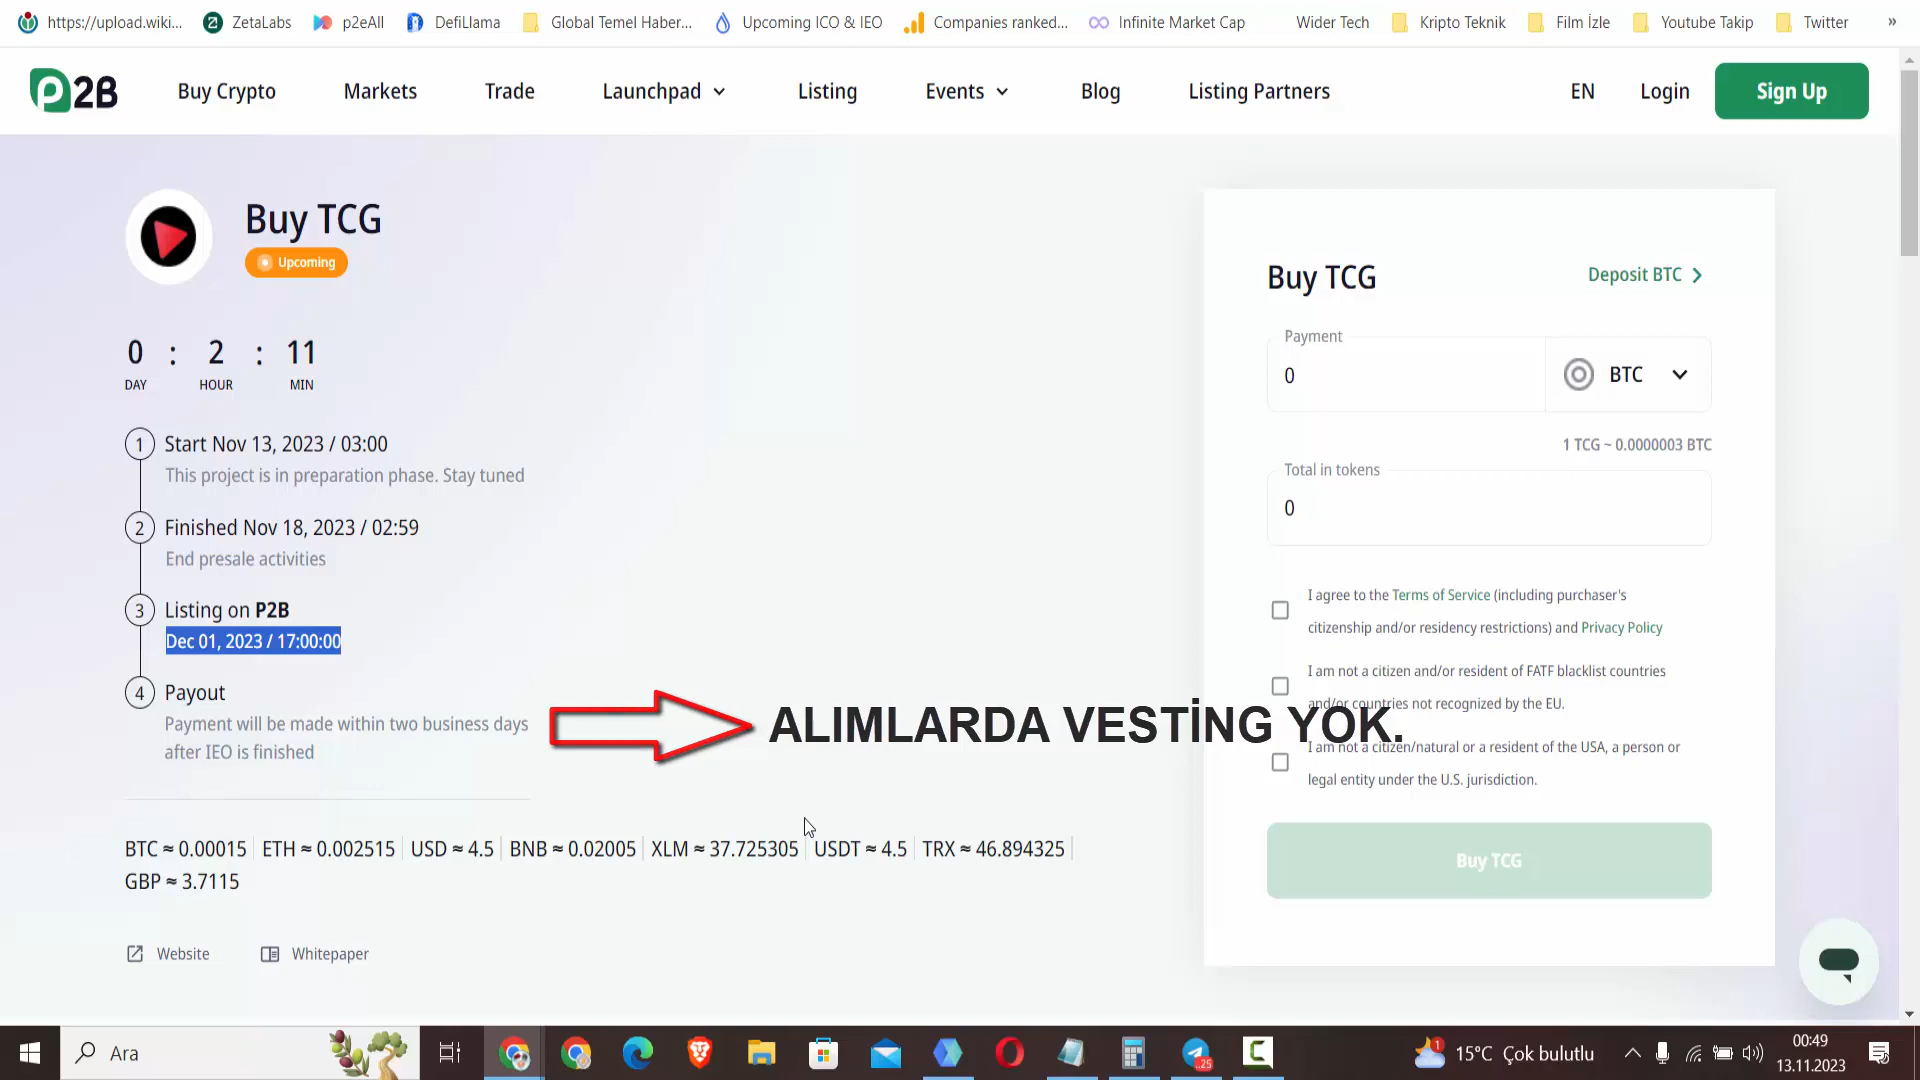 https://upload.wiki... ZetaLabs p2eAll DefiLlama Global Temel Haber... Upcoming ICO & IEO Companies ranked... Infinite Market Cap Wider Tech Kripto Teknik Film İzle Youtube Takip Twitter »
P2B Buy Crypto Markets Trade Launchpad Listing Events Blog Listing Partners EN Login Sign Up
Buy TCG
Upcoming
0 : 2 : 11
DAY HOUR MIN
1 Start Nov 13, 2023 / 03:00
This project is in preparation phase. Stay tuned
2 Finished Nov 18, 2023 / 02:59
End presale activities
3 Listing on P2B
Dec 01, 2023 / 17:00:00
4 Payout
Payment will be made within two business days
after IEO is finished
ALIMLARDA VESTİNG YOK.
BTC ≈ 0.00015 ETH ≈ 0.002515 USD ≈ 4.5 BNB ≈ 0.02005 XLM ≈ 37.725305 USDT ≈ 4.5 TRX ≈ 46.894325
GBP ≈ 3.7115
Website Whitepaper
Buy TCG Deposit BTC
Payment
0 BTC
1 TCG ~ 0.0000003 BTC
Total in tokens
0
I agree to the Terms of Service (including purchaser's
citizenship and/or residency restrictions) and Privacy Policy
I am not a citizen and/or resident of FATF blacklist countries
and/or countries not recognized by the EU.
I am not a citizen/natural or a resident of the USA, a person or
legal entity under the U.S. jurisdiction.
Buy TCG
Ara
25
1
15°C Çok bulutlu
00:49
13.11.2023